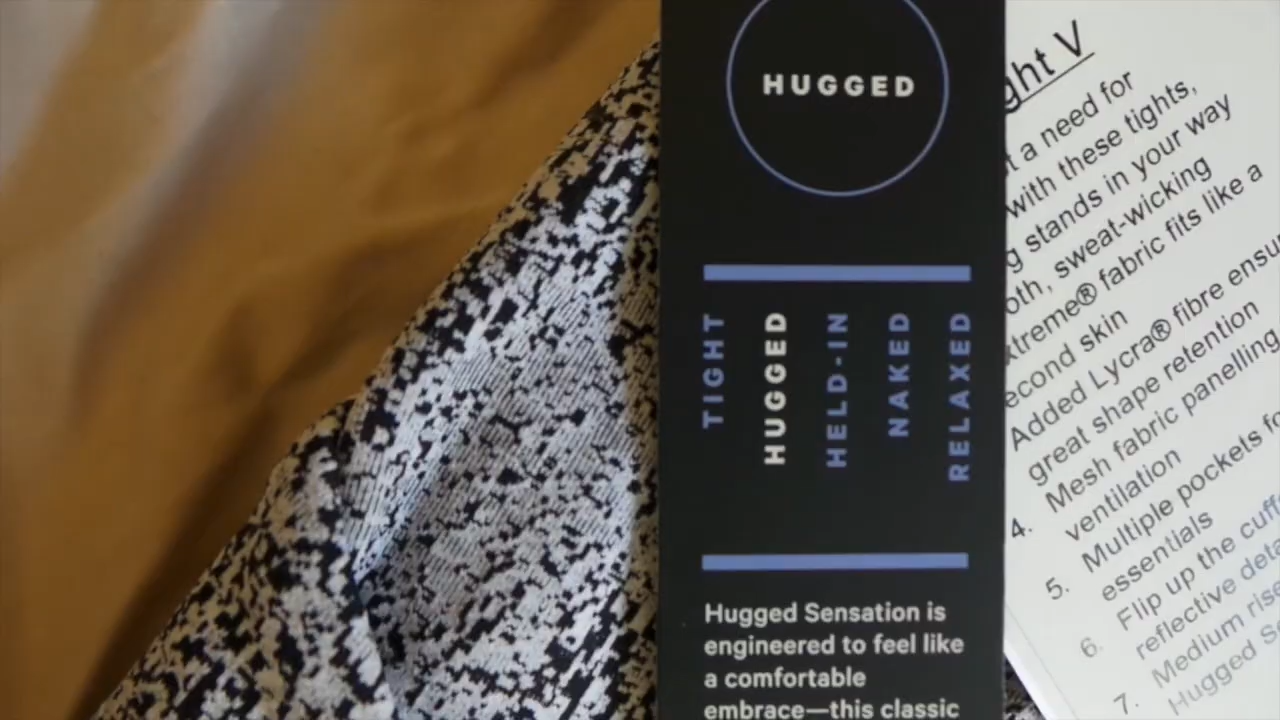 HUGGED
TIGHT
HUGGED
HELD-IN
NAKED
RELAXED
Hugged Sensation is
engineered to feel like
a comfortable
embrace—this classic
ght V
a need for
with these tights,
g stands in your way
oth, sweat-wicking
xtreme® fabric fits like a
econd skin
Added Lycra® fibre ensu
great shape retention
4. Mesh fabric panelling
ventilation
5. Multiple pockets fo
essentials
6. Flip up the cuff
reflective deta
7. Medium rise
Hugged Se